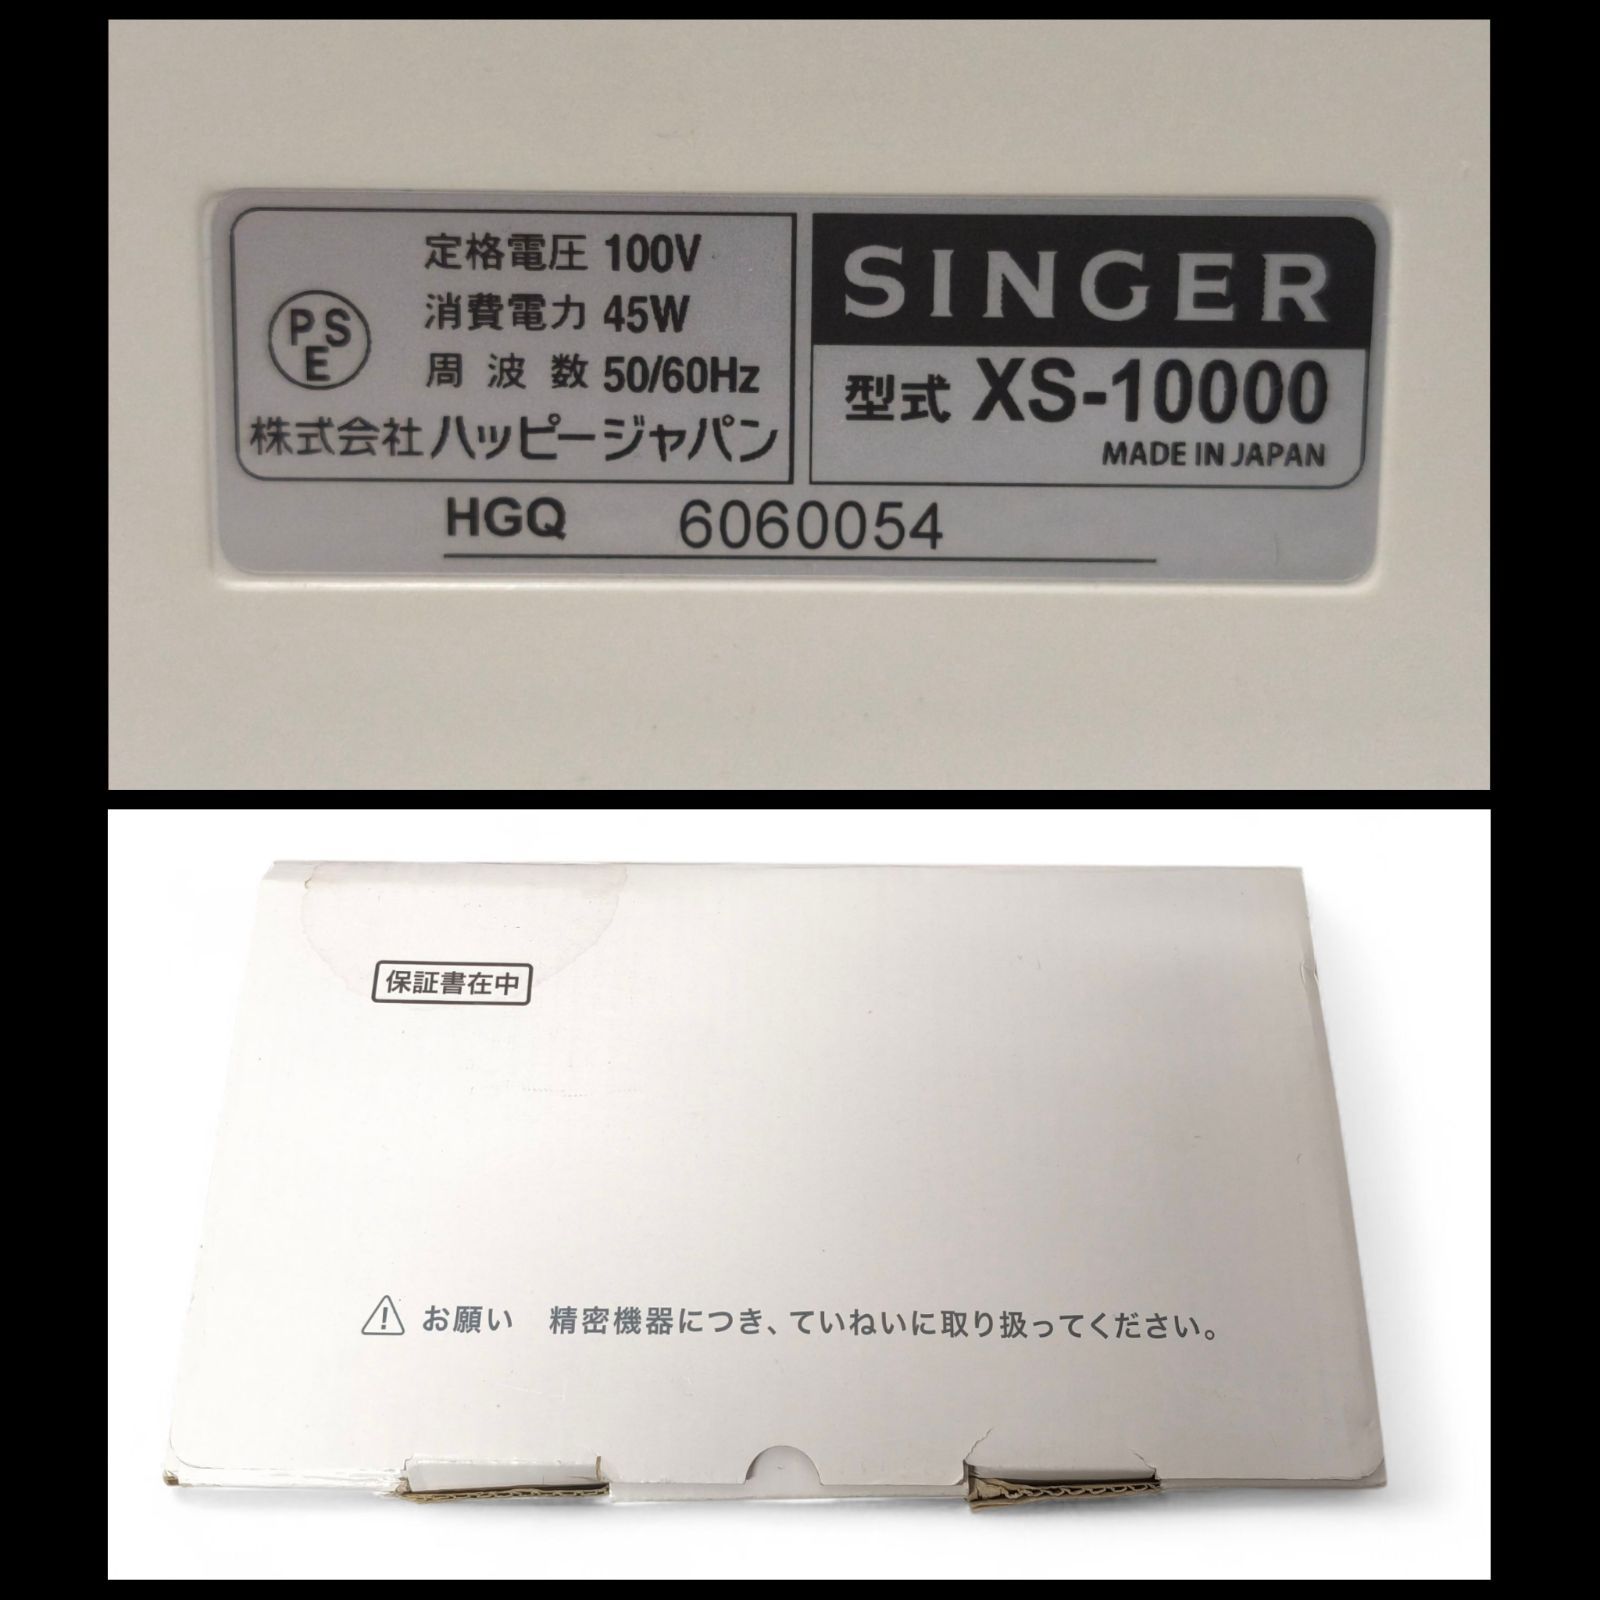 定格電圧 100V
消費電力 45W
周波数 50/60Hz
PSE
株式会社ハッピージャパン
SINGER
型式 XS-10000
MADE IN JAPAN
HGQ 6060054
保証書在中
お願い 精密機器につき、ていねいに取り扱ってください。